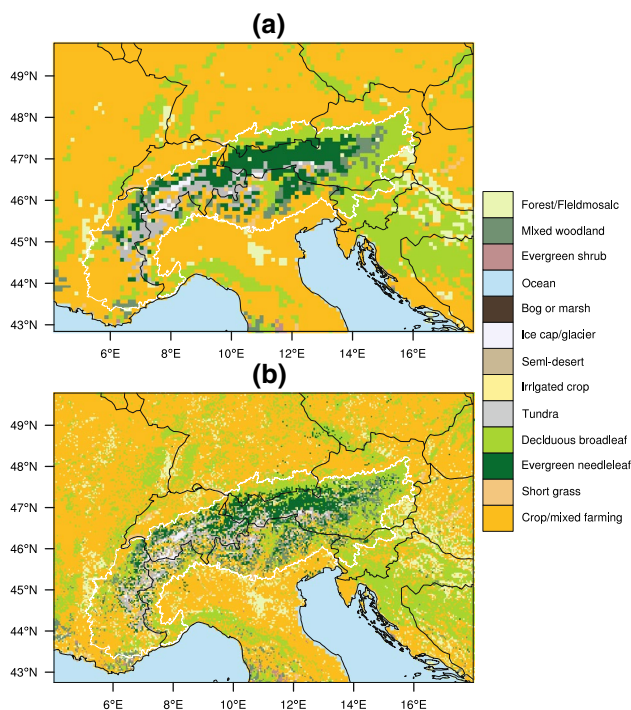 (a)
49°N
48°N
47°N
46°N
45°N
44°N
43°N
6°E 8°E 10°E 12°E 14°E 16°E
Forest/Fieldmosaic
Mixed woodland
Evergreen shrub
Ocean
Bog or marsh
Ice cap/glacier
Semi-desert
Irrigated crop
Tundra
Deciduous broadleaf
Evergreen needleleaf
Short grass
Crop/mixed farming
(b)
49°N
48°N
47°N
46°N
45°N
44°N
43°N
6°E 8°E 10°E 12°E 14°E 16°E